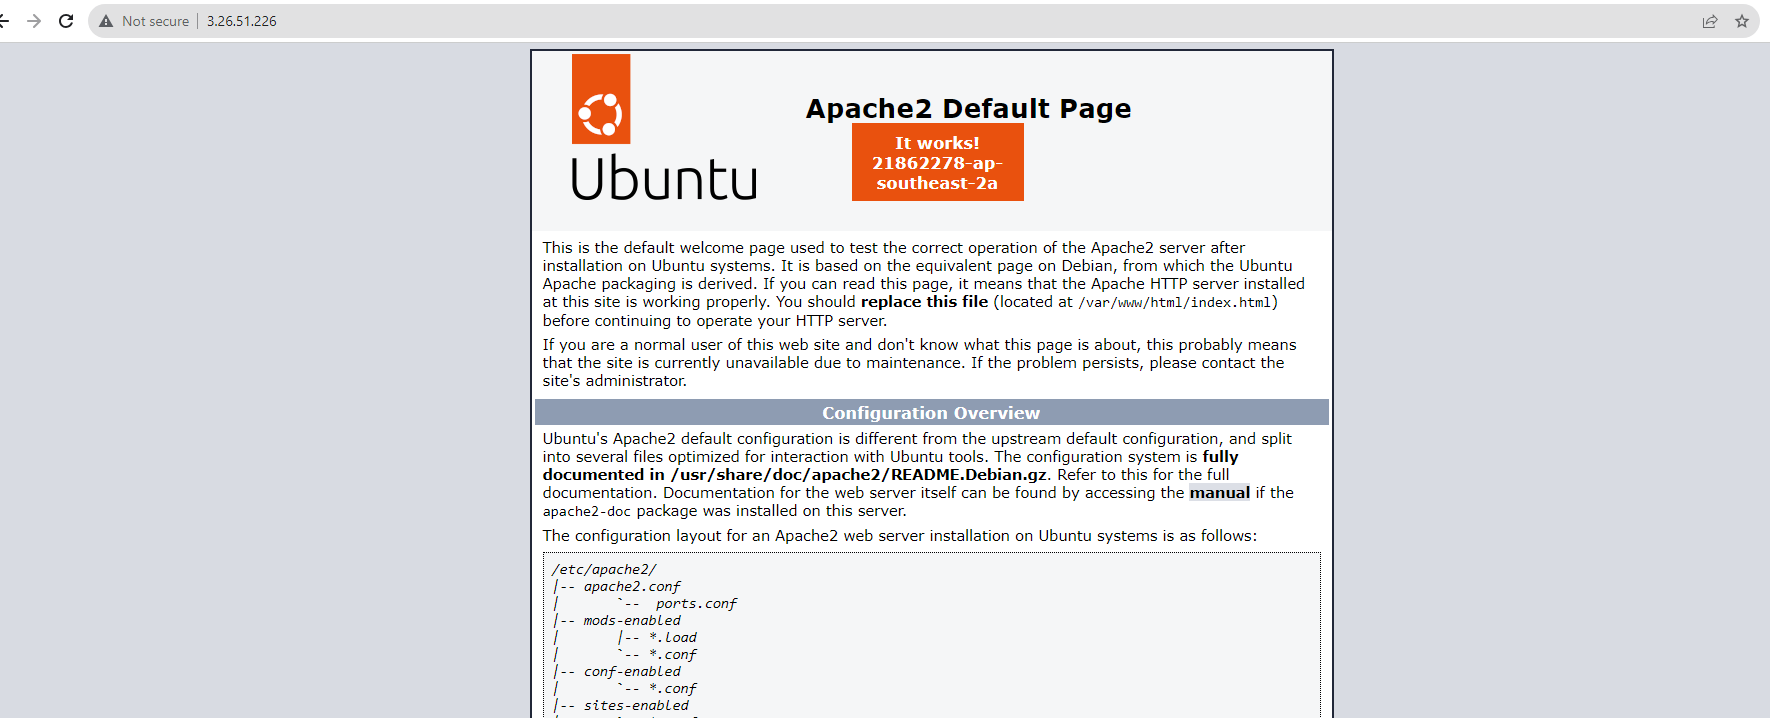 Not secure 3.26.51.226
Ubuntu
Apache2 Default Page
It works!
21862278-ap-
southeast-2a
This is the default welcome page used to test the correct operation of the Apache2 server after
installation on Ubuntu systems. It is based on the equivalent page on Debian, from which the Ubuntu
Apache packaging is derived. If you can read this page, it means that the Apache HTTP server installed
at this site is working properly. You should replace this file (located at /var/www/html/index.html)
before continuing to operate your HTTP server.
If you are a normal user of this web site and don't know what this page is about, this probably means
that the site is currently unavailable due to maintenance. If the problem persists, please contact the
site's administrator.
Configuration Overview
Ubuntu's Apache2 default configuration is different from the upstream default configuration, and split
into several files optimized for interaction with Ubuntu tools. The configuration system is fully
documented in /usr/share/doc/apache2/README.Debian.gz. Refer to this for the full
documentation. Documentation for the web server itself can be found by accessing the manual if the
apache2-doc package was installed on this server.
The configuration layout for an Apache2 web server installation on Ubuntu systems is as follows:
/etc/apache2/
|-- apache2.conf
|       `--  ports.conf
|-- mods-enabled
|       |-- *.load
|       `-- *.conf
|-- conf-enabled
|       `-- *.conf
|-- sites-enabled